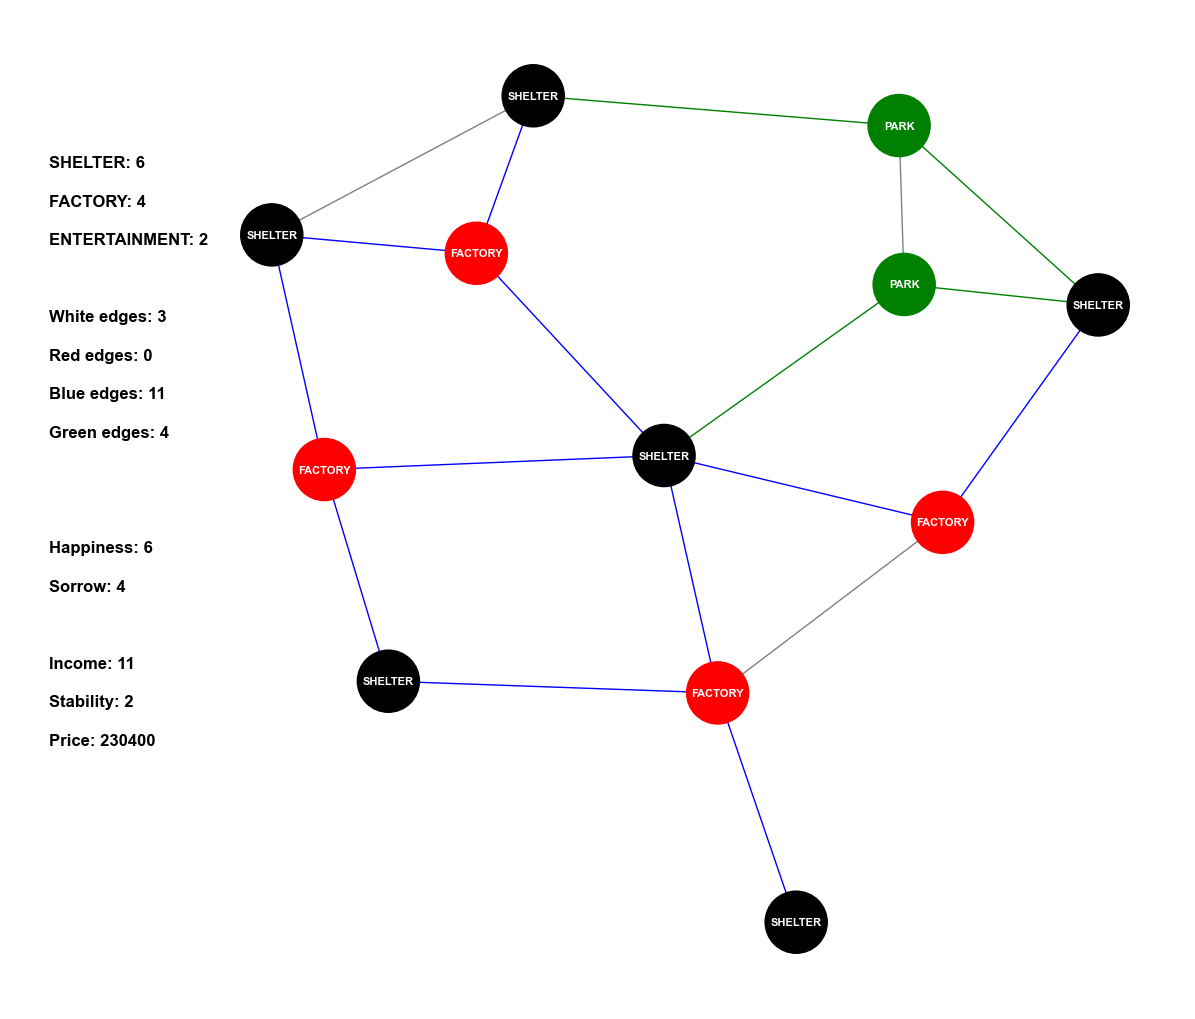 SHELTER
PARK
SHELTER: 6
FACTORY: 4
ENTERTAINMENT: 2
SHELTER
FACTORY
PARK
SHELTER
White edges: 3
Red edges: 0
Blue edges: 11
Green edges: 4
FACTORY
SHELTER
FACTORY
Happiness: 6
Sorrow: 4
Income: 11
Stability: 2
Price: 230400
SHELTER
FACTORY
SHELTER